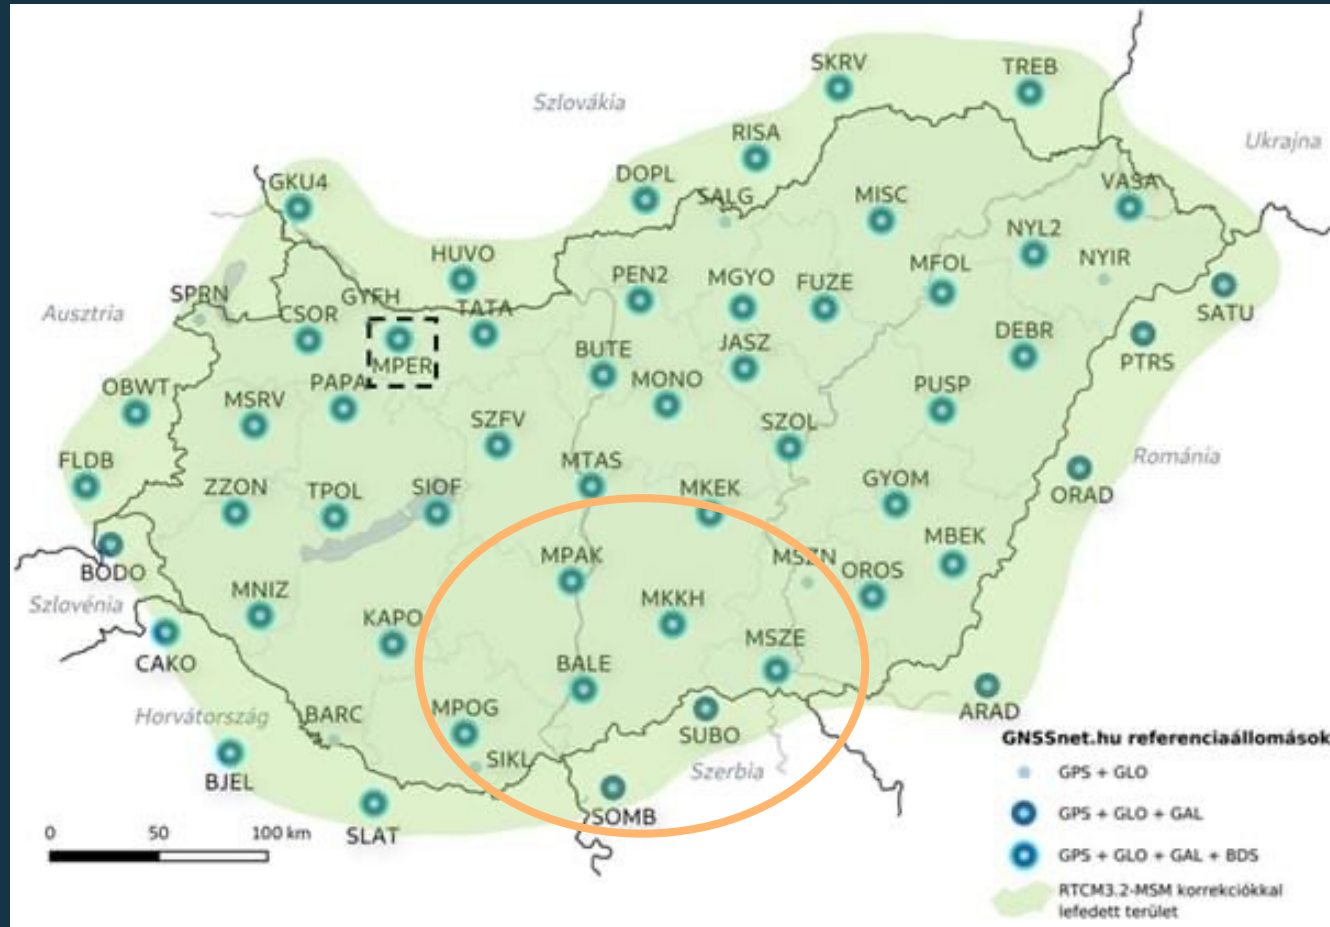 SKRV
TREB
Szlovákia
RISA
Ukrajna
DOPL
GKU4
SALG
MISC
VASA
NYL2
HUVO
PEN2
MGYO
FUZE
MFOL
NYIR
SPRN
GYFH
TATA
SATU
Ausztria
CSOR
DEBR
PTRS
BUTE
JASZ
MPER
OBWT
PAPA
MONO
PUSP
MSRV
SZFV
SZOL
FLDB
MTAS
Románia
ZZON
TPOL
SIOF
MKEK
GYOM
ORAD
MPAK
MSZN
MBEK
BODO
OROS
Szlovénia
MNIZ
KAPO
MKKH
MSZE
CAKO
BALE
Horvátország
BARC
MPOG
SUBO
ARAD
SIKL
Szerbia
BJEL
SOMB
SLAT
0 50 100 km
GNSSnet.hu referenciaállomások
GPS + GLO
GPS + GLO + GAL
GPS + GLO + GAL + BDS
RTCM3.2-MSM korrekciókkal
lefedett terület